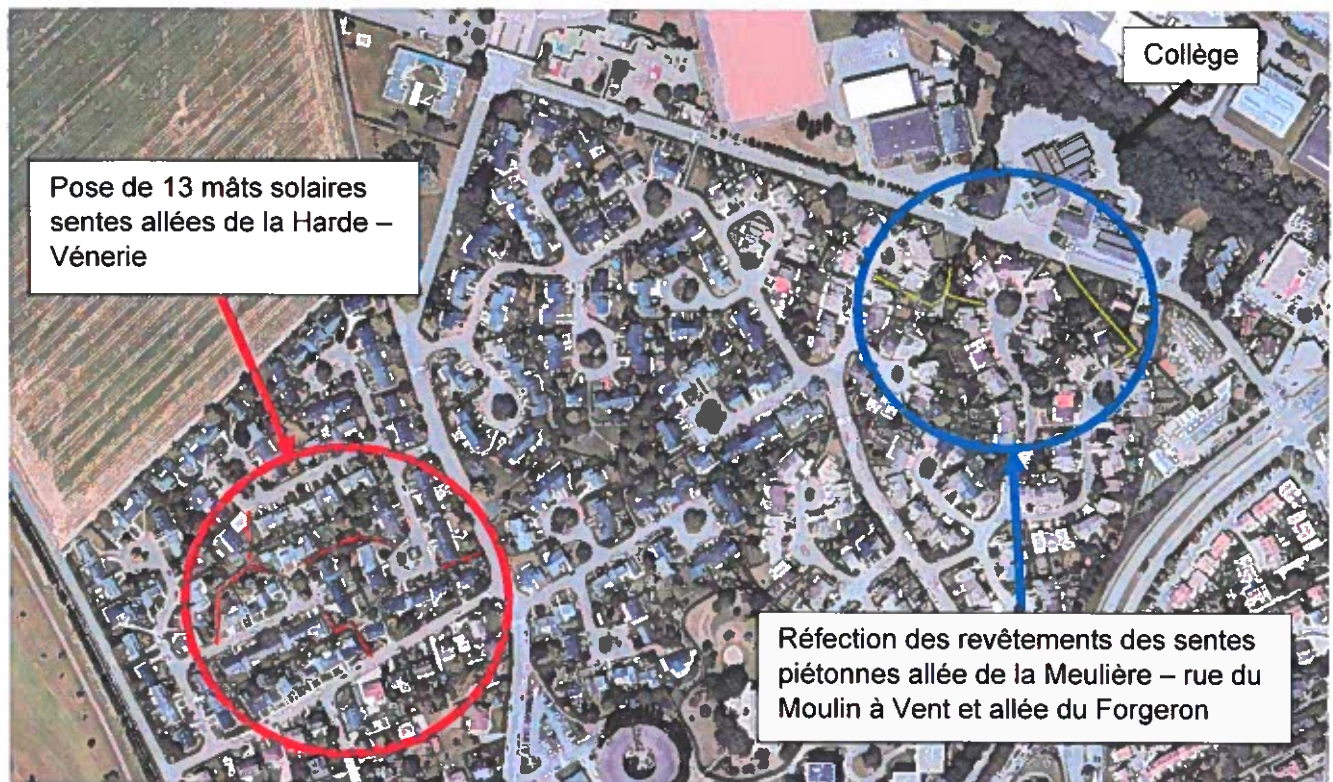 Collège
Pose de 13 mâts solaires
sentes allées de la Harde –
Vénerie
Réfection des revêtements des sentes
piétonnes allée de la Meulière – rue du
Moulin à Vent et allée du Forgeron